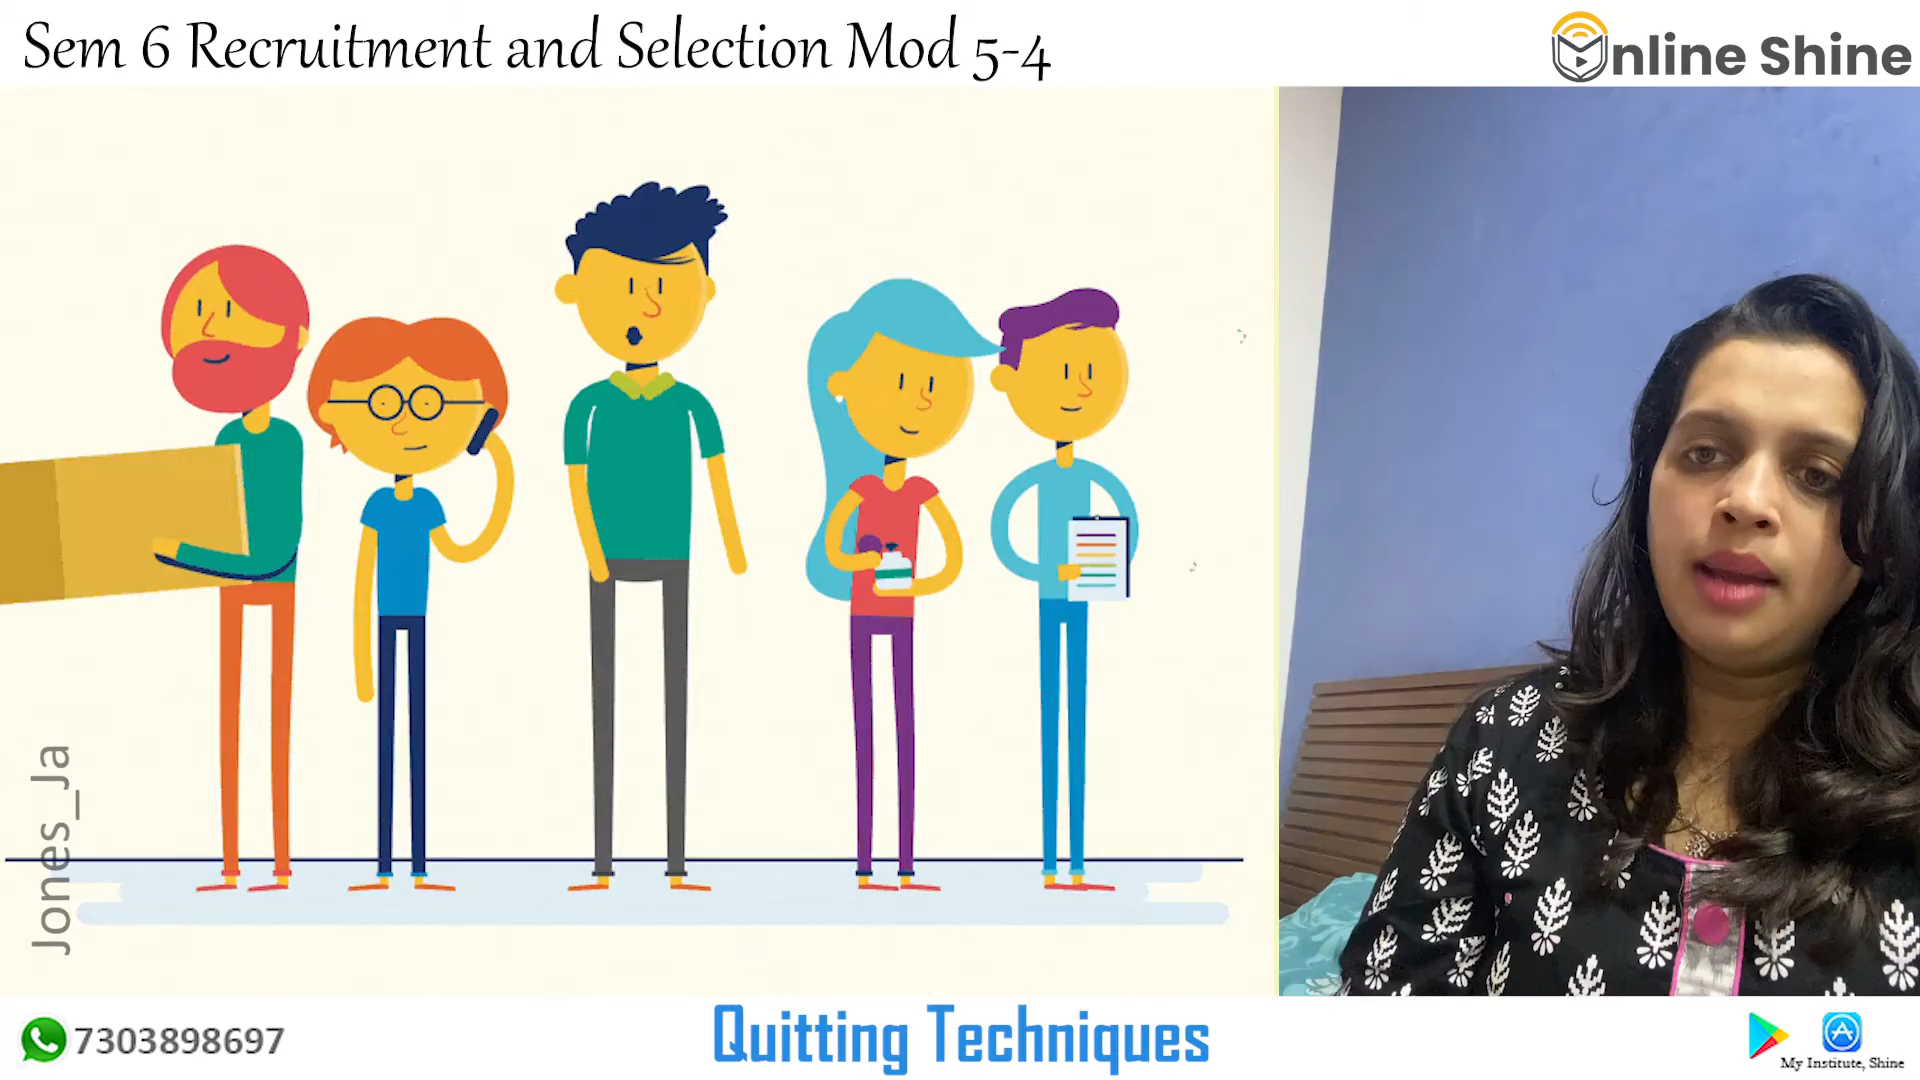 Sem 6 Recruitment and Selection Mod 5-4
Online Shine
Jones_Ja
7303898697
Quitting Techniques
My Institute, Shine